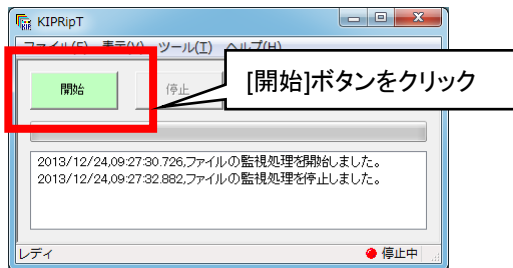 KIPRipT
ファイル(F) 表示(V) ツール(T) ヘルプ(H)
開始
停止
[開始]ボタンをクリック
2013/12/24,09:27:30.726,ファイルの監視処理を開始しました。
2013/12/24,09:27:32.882,ファイルの監視処理を停止しました。
レディ
停止中